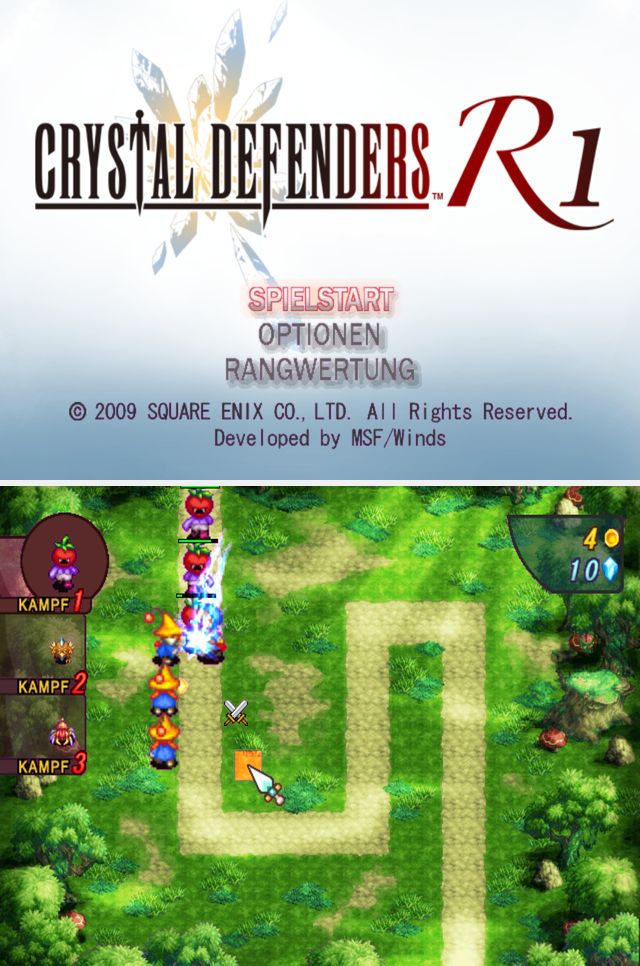 CRYSTAL DEFENDERS™ R1
SPIELSTART
OPTIONEN
RANGWERTUNG
© 2009 SQUARE ENIX CO., LTD. All Rights Reserved.
Developed by MSF/Winds
4
10
KAMPF 1
KAMPF 2
KAMPF 3